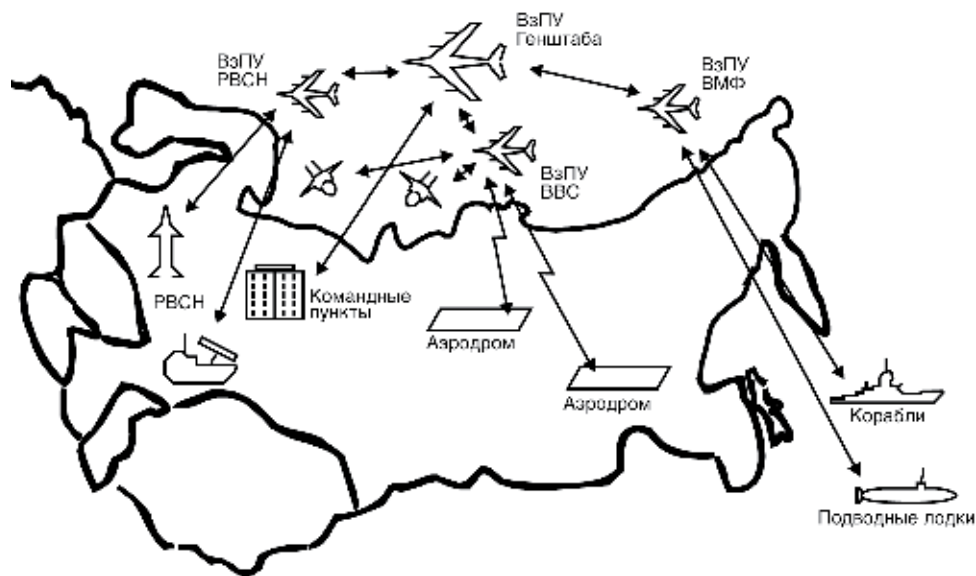 ВзПУ
Генштаба
ВзПУ
РВСН
ВзПУ
ВМФ
ВзПУ
ВВС
РВСН
Командные
пункты
Аэродром
Аэродром
Корабли
Подводные лодки